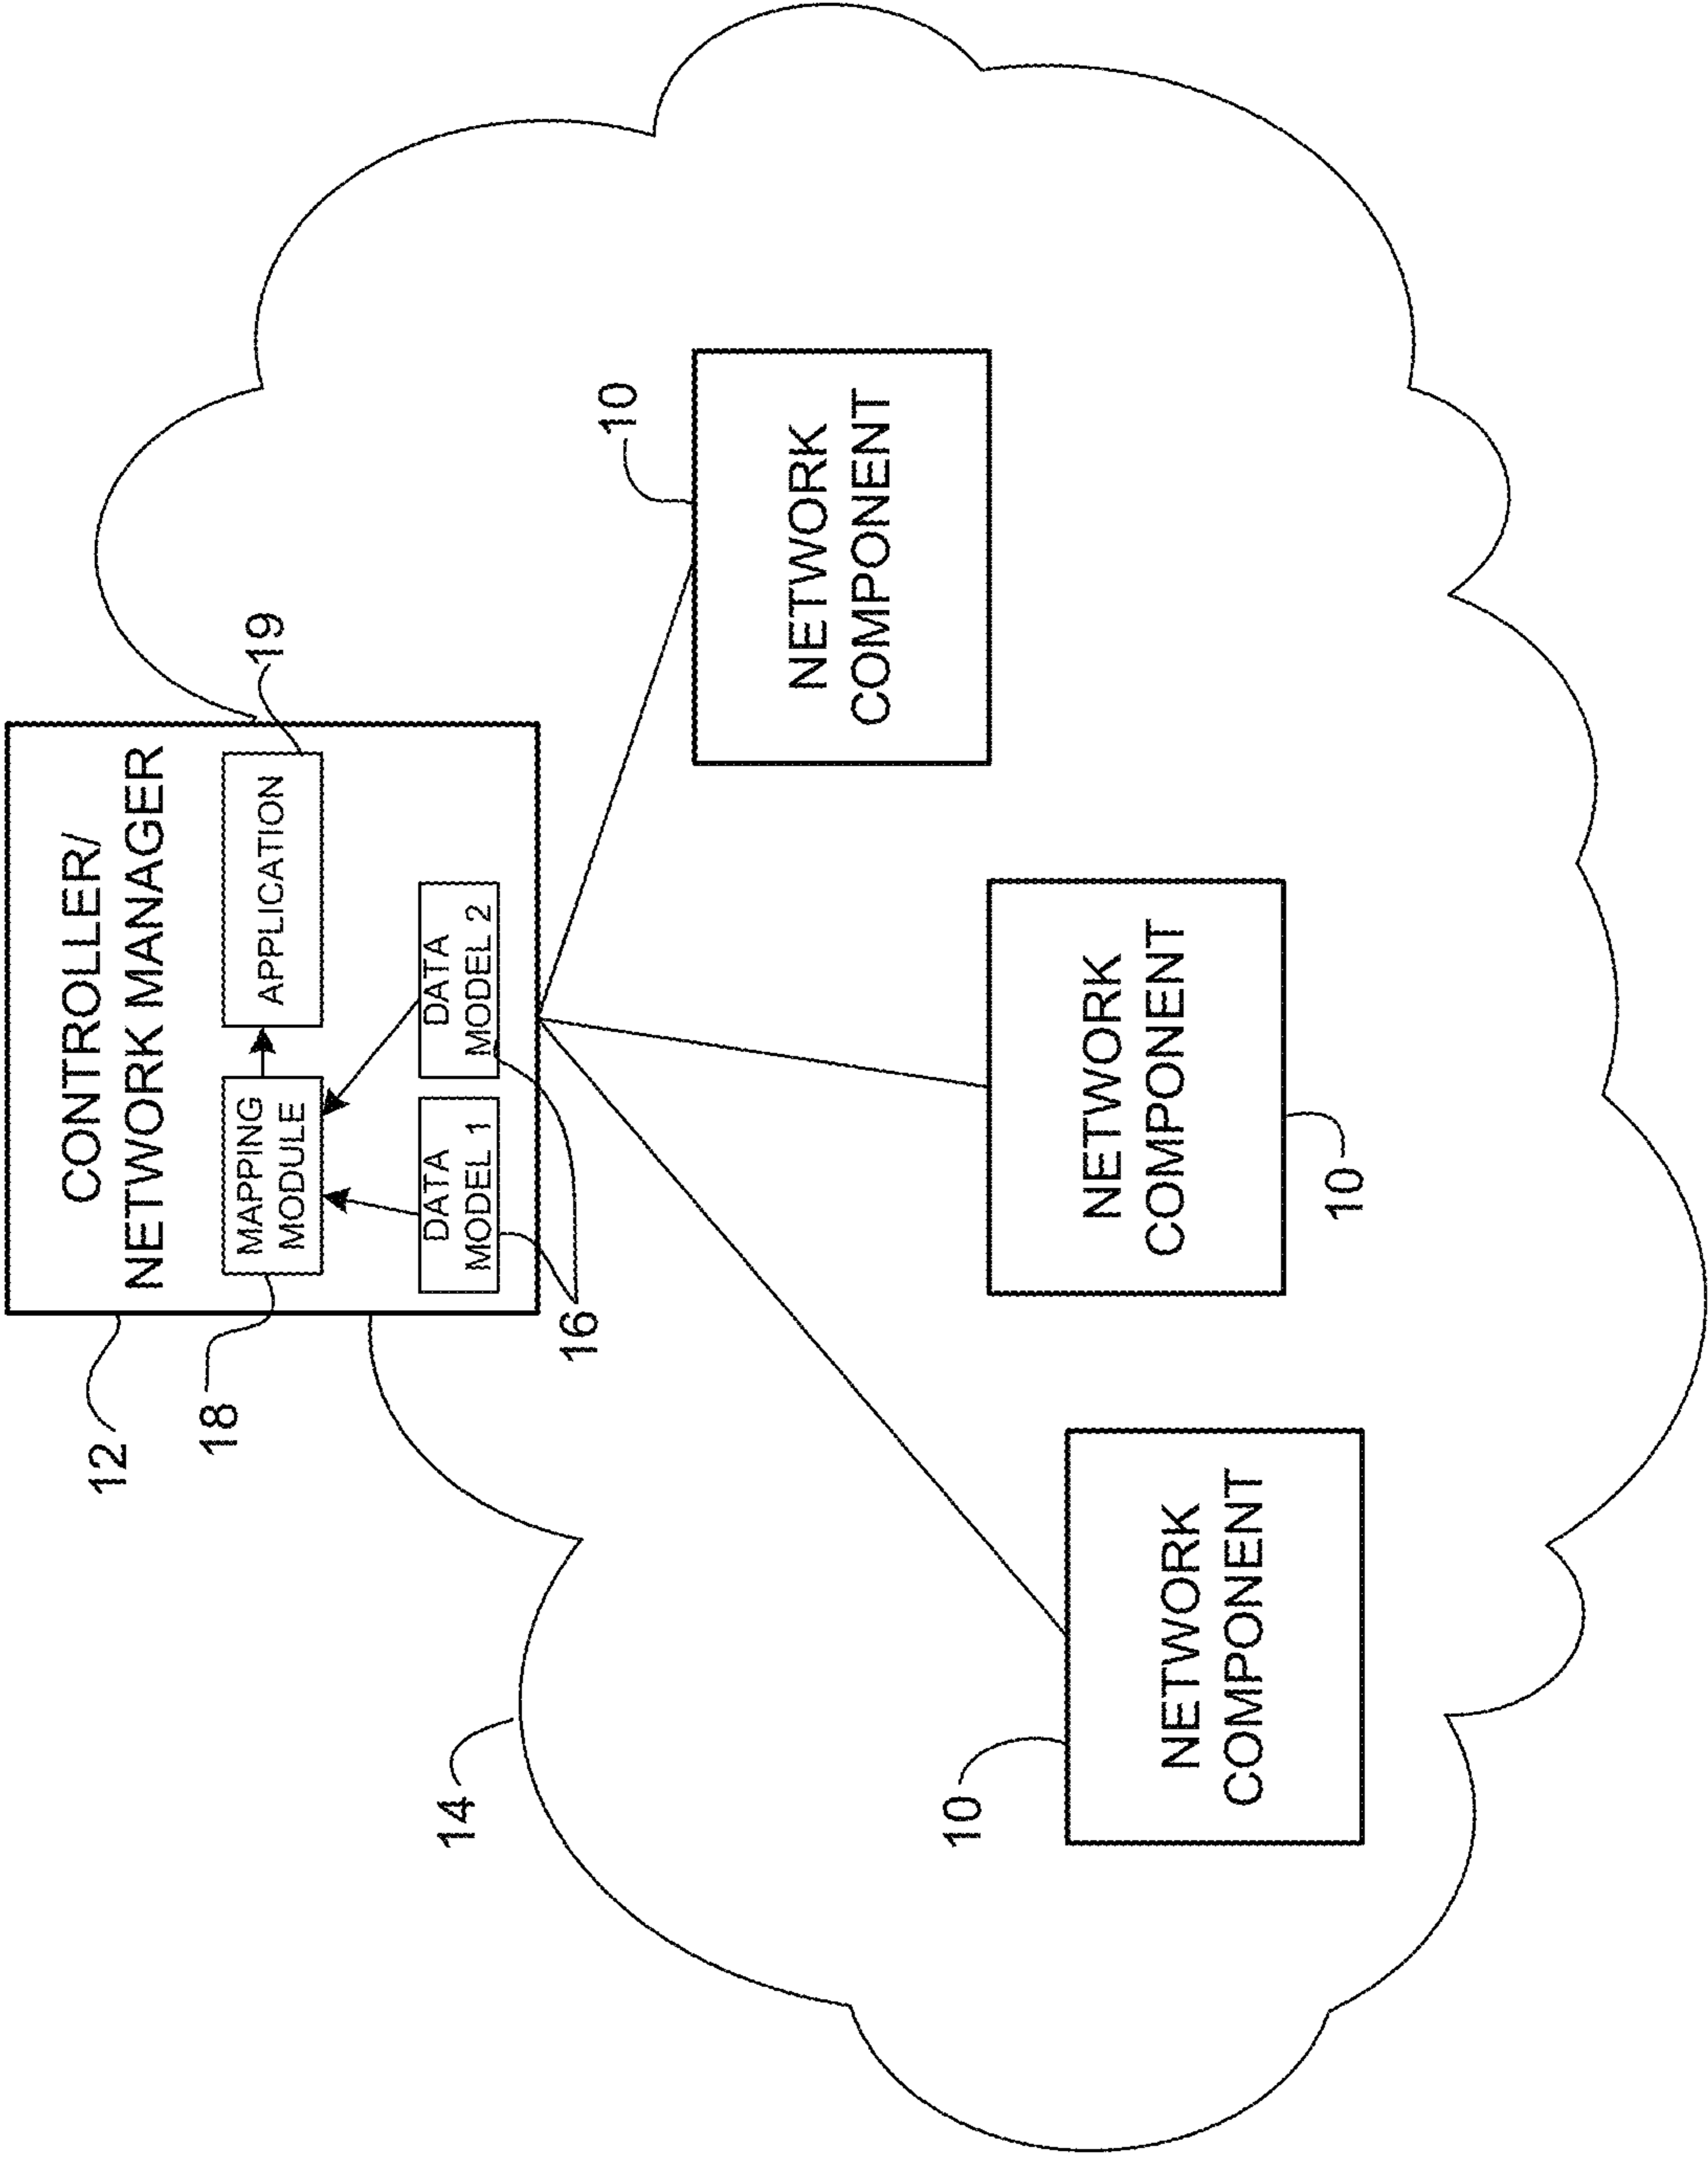 CONTROLLER/
NETWORK MANAGER
12
18
MAPPING
MODULE
APPLICATION
19
DATA
MODEL 1
DATA
MODEL 2
16
14
10
NETWORK
COMPONENT
NETWORK
COMPONENT
10
10
NETWORK
COMPONENT